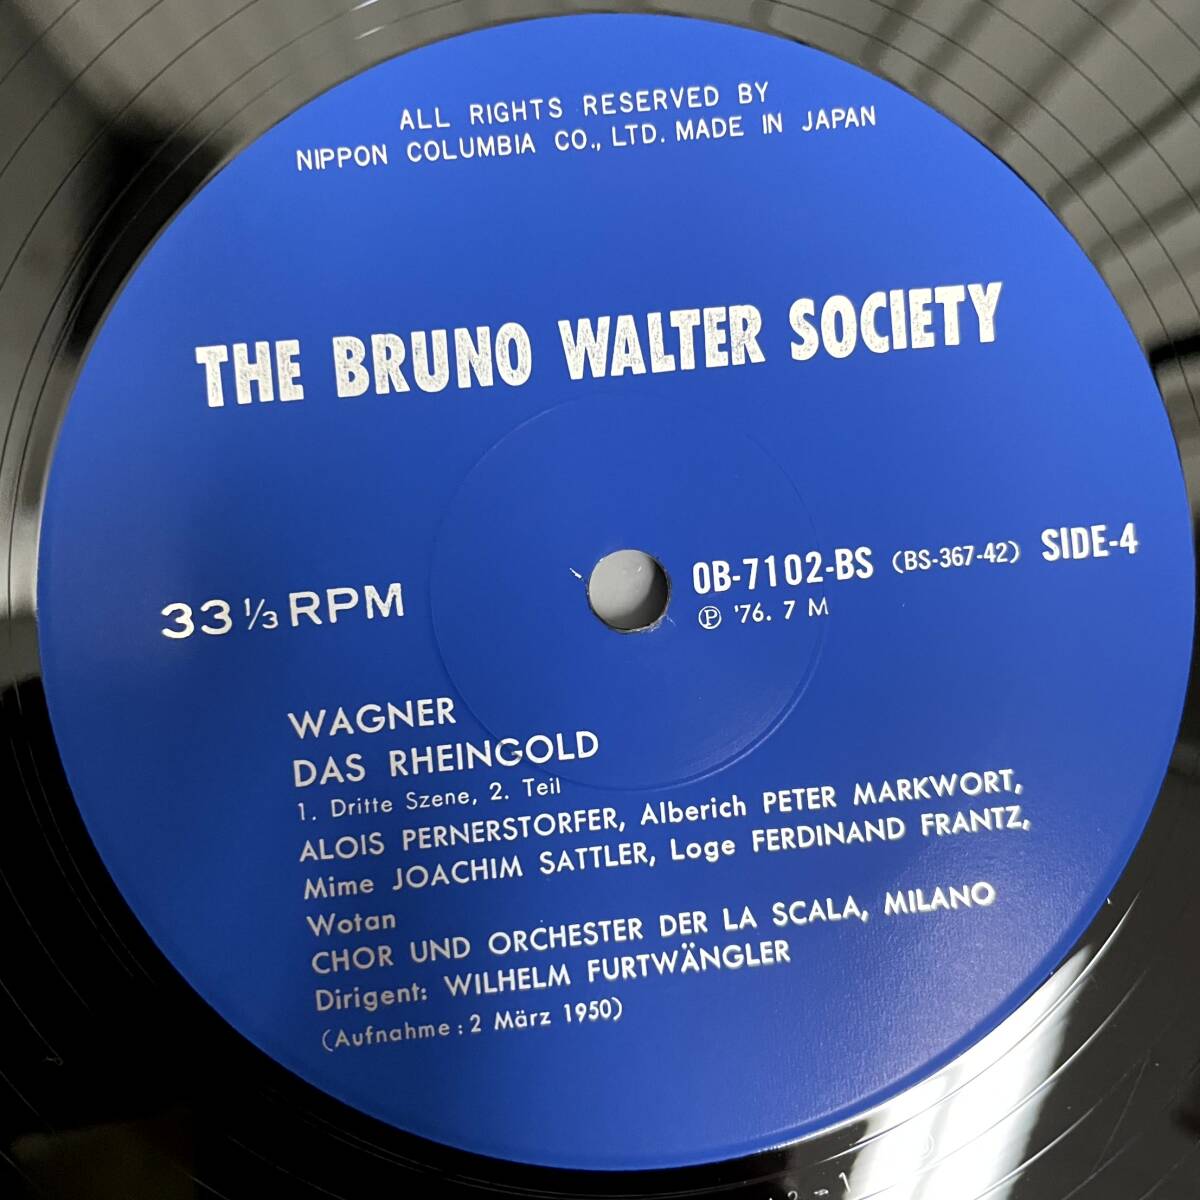 ALL RIGHTS RESERVED BY
NIPPON COLUMBIA CO., LTD. MADE IN JAPAN
THE BRUNO WALTER SOCIETY
33 1/3 RPM
OB-7102-BS (BS-367-42) SIDE-4
Ⓟ '76. 7 M
WAGNER
DAS RHEINGOLD
1. Dritte Szene, 2. Teil
ALOIS PERNERSTORFER, Alberich PETER MARKWORT,
Mime JOACHIM SATTLER, Loge FERDINAND FRANTZ,
Wotan
CHOR UND ORCHESTER DER LA SCALA, MILANO
Dirigent: WILHELM FURTWÄNGLER
(Aufnahme : 2 März 1950)